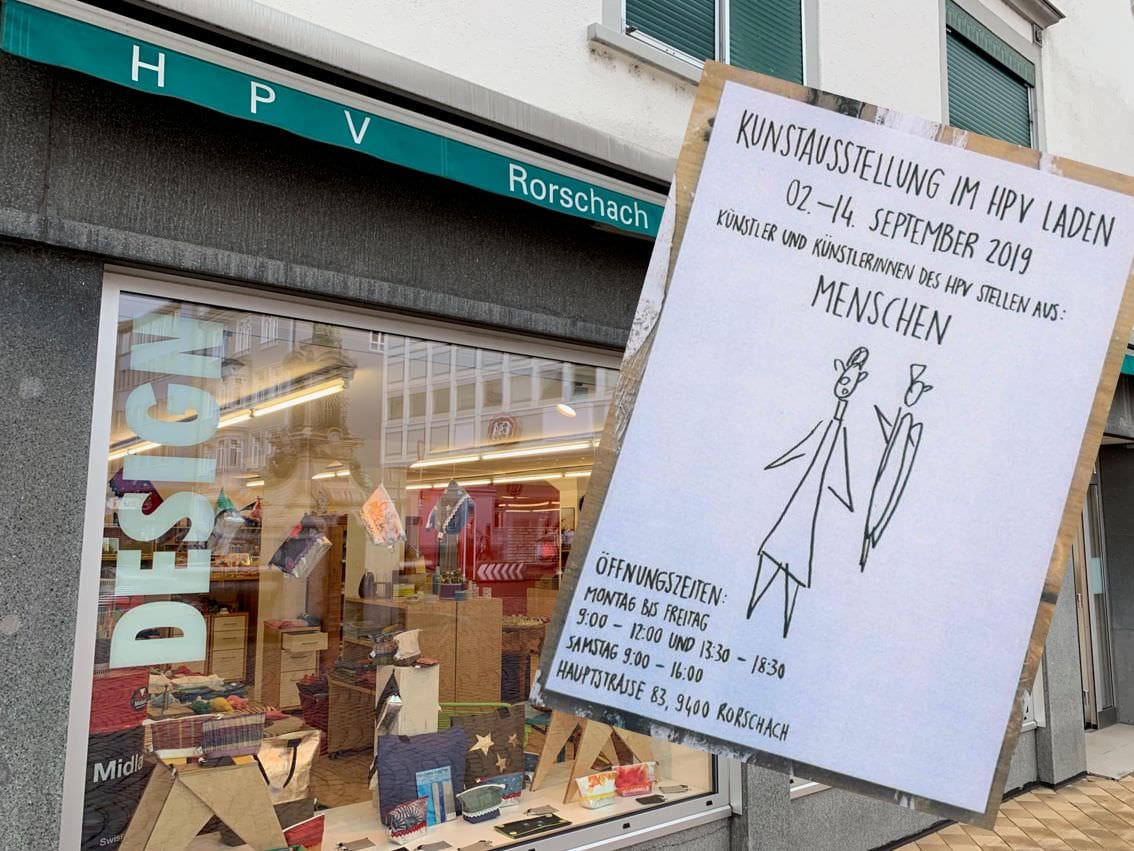 H P V Rorschach
DESIGN
Swiss
KUNSTAUSSTELLUNG IM HPV LADEN
02.–14. SEPTEMBER 2019
KÜNSTLER UND KÜNSTLERINNEN DES HPV STELLEN AUS:
MENSCHEN
ÖFFNUNGSZEITEN:
MONTAG BIS FREITAG
9:00 – 12:00 UND 13:30 – 18:30
SAMSTAG 9:00 – 16:00
HAUPTSTRASSE 83, 9400 RORSCHACH